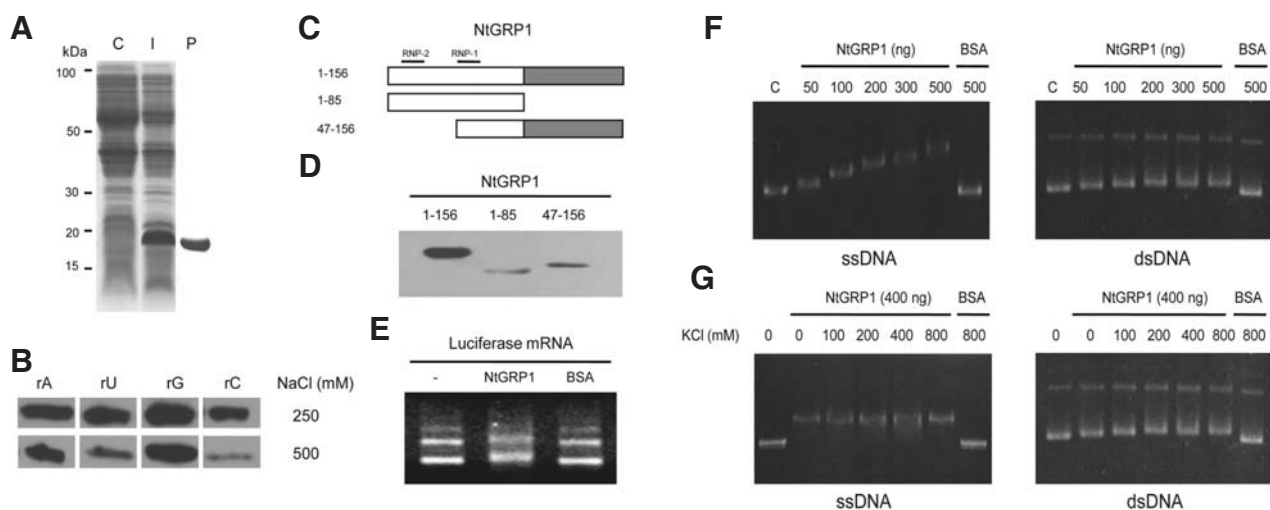 A
C I P
kDa
100
50
30
20
15
B
rA rU rG rC NaCl (mM)
250
500
C
NtGRP1
RNP-2 RNP-1
1-156
1-85
47-156
D
NtGRP1
1-156 1-85 47-156
E
Luciferase mRNA
- NtGRP1 BSA
F
NtGRP1 (ng) BSA
C 50 100 200 300 500 500
ssDNA
NtGRP1 (ng) BSA
C 50 100 200 300 500 500
dsDNA
G
NtGRP1 (400 ng) BSA
KCl (mM) 0 0 100 200 400 800 800
ssDNA
NtGRP1 (400 ng) BSA
0 0 100 200 400 800 800
dsDNA